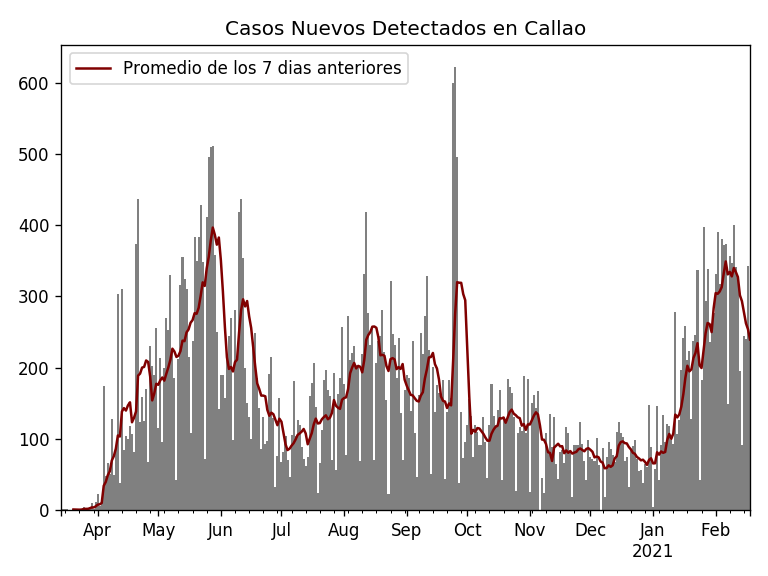 Casos Nuevos Detectados en Callao
Promedio de los 7 dias anteriores
600
500
400
300
200
100
0
Apr May Jun Jul Aug Sep Oct Nov Dec Jan Feb
2021